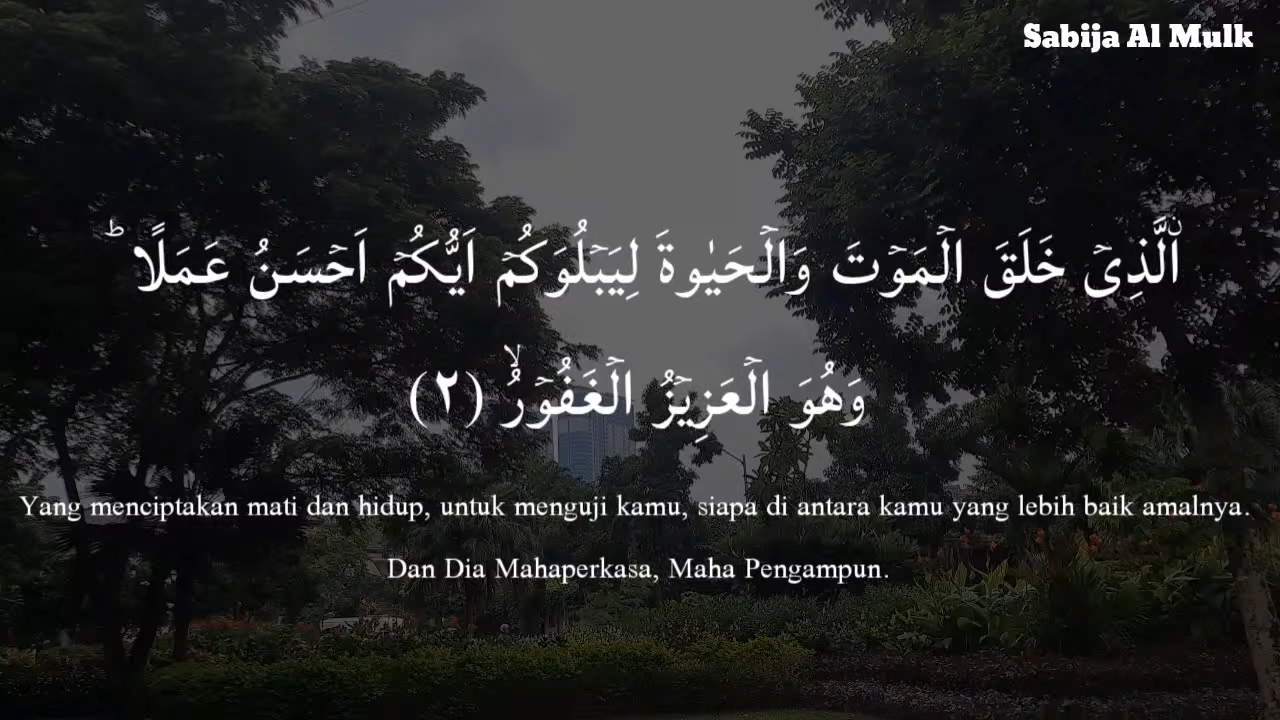 Sabija Al Mulk
ۨالَّذِيْ خَلَقَ الْمَوْتَ وَالْحَيٰوةَ لِيَبْلُوَكُمْ اَيُّكُمْ اَحْسَنُ عَمَلًاۗ
وَهُوَ الْعَزِيْزُ الْغَفُوْرُۙ (٢)
Yang menciptakan mati dan hidup, untuk menguji kamu, siapa di antara kamu yang lebih baik amalnya.
Dan Dia Mahaperkasa, Maha Pengampun.